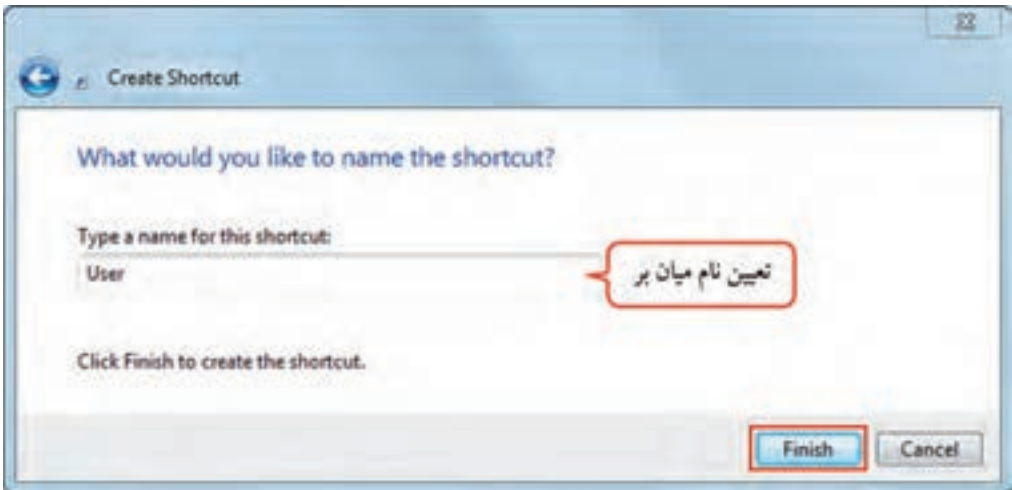 Create Shortcut
What would you like to name the shortcut?
Type a name for this shortcut:
User
تعیین نام میان بر
Click Finish to create the shortcut.
Finish
Cancel